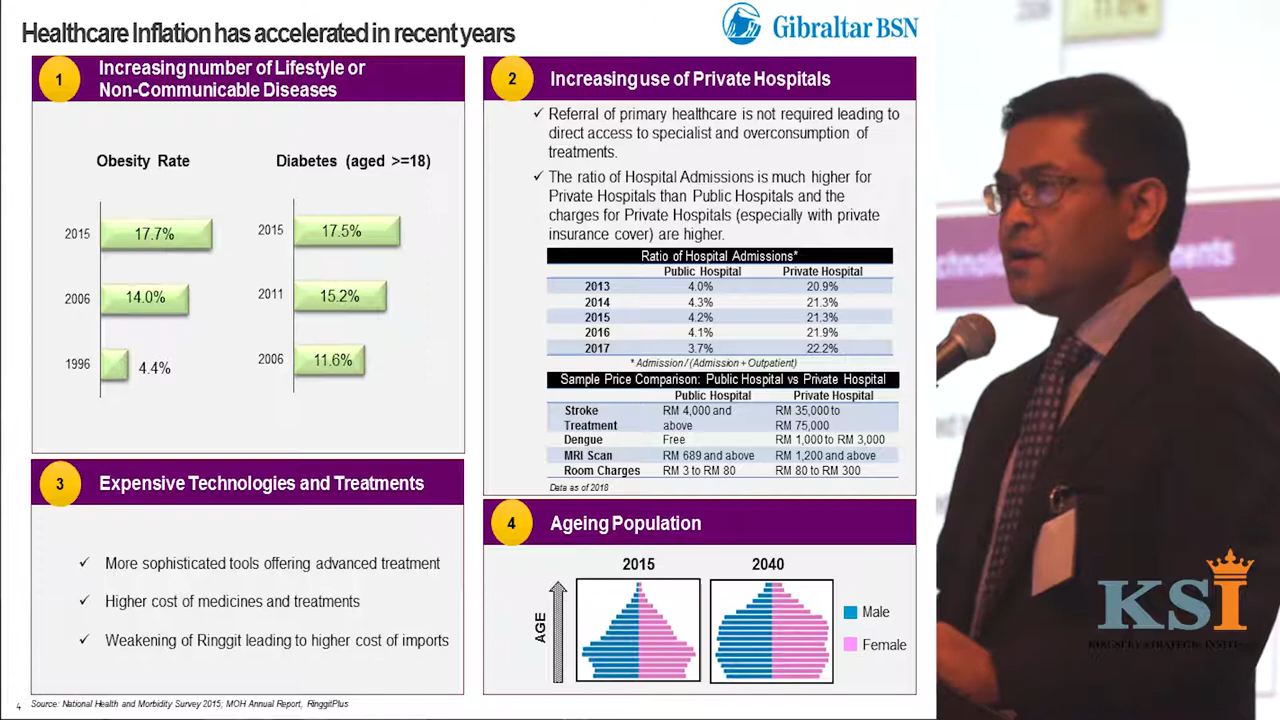 Healthcare Inflation has accelerated in recent years
Gibraltar BSN
1
Increasing number of Lifestyle or
Non-Communicable Diseases
Obesity Rate
Diabetes (aged >=18)
2015 17.7%
2006 14.0%
1996 4.4%
2015 17.5%
2011 15.2%
2006 11.6%
2
Increasing use of Private Hospitals
✓ Referral of primary healthcare is not required leading to
direct access to specialist and overconsumption of
treatments.
✓ The ratio of Hospital Admissions is much higher for
Private Hospitals than Public Hospitals and the
charges for Private Hospitals (especially with private
insurance cover) are higher.
Ratio of Hospital Admissions*
Public Hospital Private Hospital
2013 4.0% 20.9%
2014 4.3% 21.3%
2015 4.2% 21.3%
2016 4.1% 21.9%
2017 3.7% 22.2%
* Admission / (Admission + Outpatient)
Sample Price Comparison: Public Hospital vs Private Hospital
Public Hospital Private Hospital
Stroke RM 4,000 and RM 35,000 to
Treatment above RM 75,000
Dengue Free RM 1,000 to RM 3,000
MRI Scan RM 689 and above RM 1,200 and above
Room Charges RM 3 to RM 80 RM 80 to RM 300
Data as of 2018
3
Expensive Technologies and Treatments
✓ More sophisticated tools offering advanced treatment
✓ Higher cost of medicines and treatments
✓ Weakening of Ringgit leading to higher cost of imports
4
Ageing Population
2015 2040
AGE
Male
Female
4
Source: National Health and Morbidity Survey 2015; MOH Annual Report, RinggitPlus
KSI